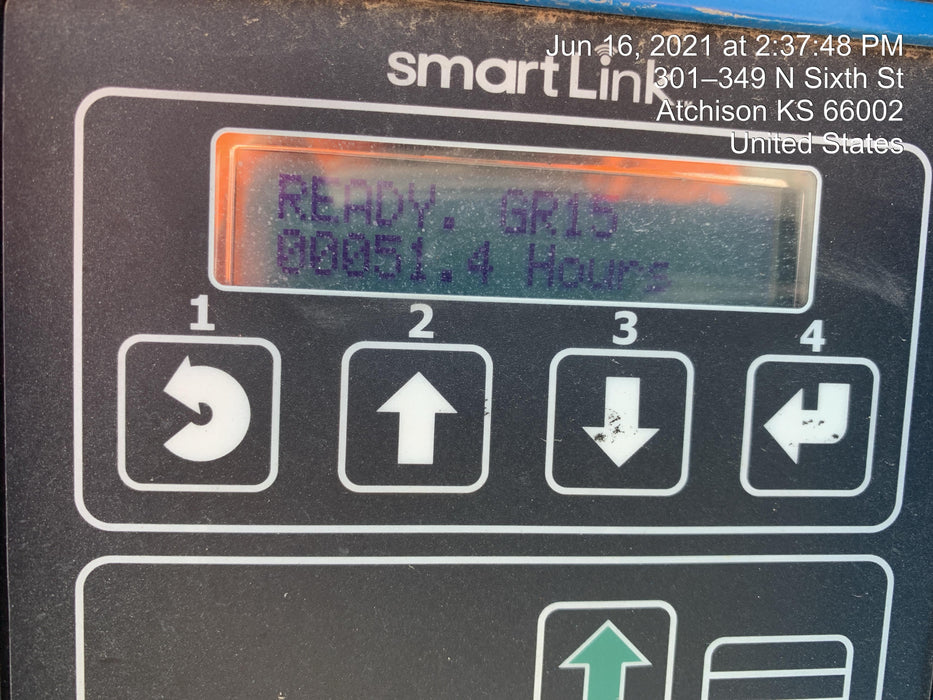 Jun 16, 2021 at 2:37:48 PM
301–349 N Sixth St
Atchison KS 66002
United States
smartLink
READY. GR15
00051.4 Hours
1 2 3 4